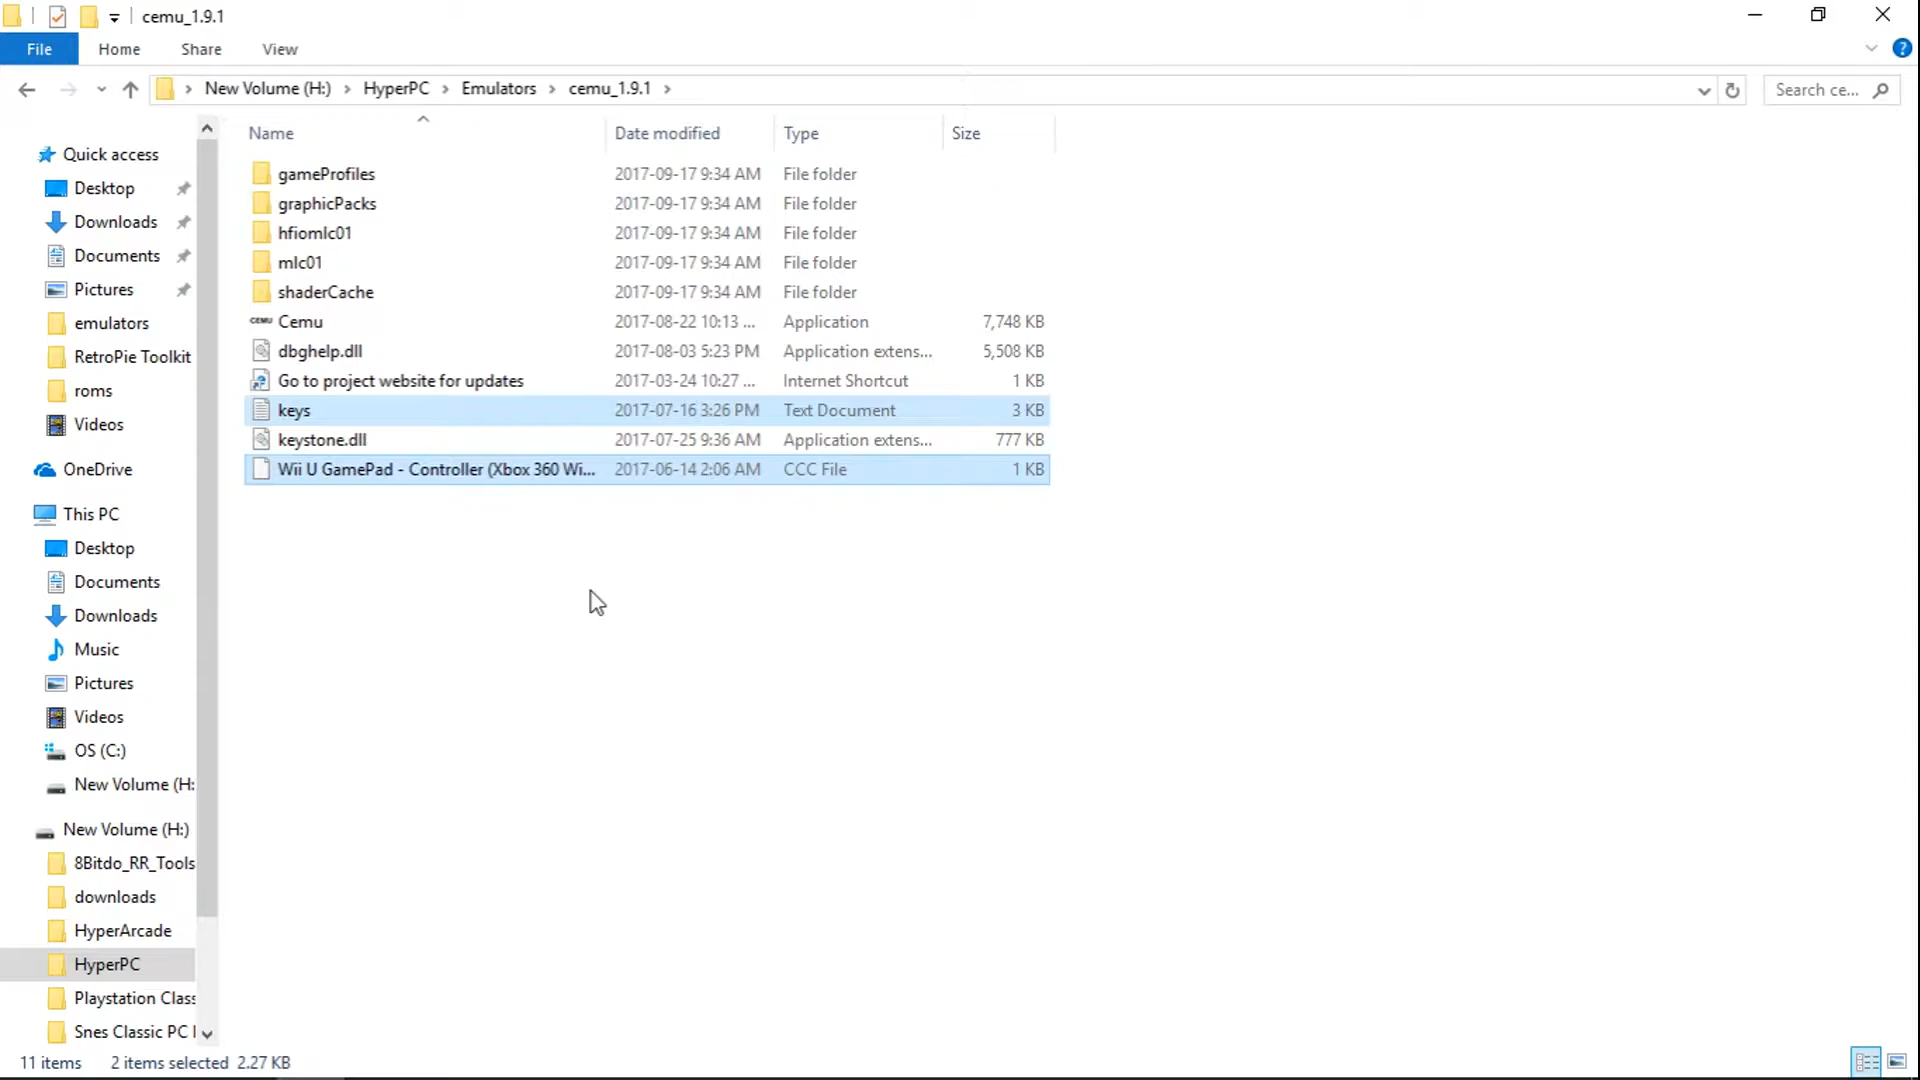 cemu_1.9.1
File Home Share View
New Volume (H:) HyperPC Emulators cemu_1.9.1 Search ce...
Name Date modified Type Size
Quick access
Desktop
Downloads
Documents
Pictures
emulators
RetroPie Toolkit
roms
Videos
OneDrive
This PC
Desktop
Documents
Downloads
Music
Pictures
Videos
OS (C:)
New Volume (H:
New Volume (H:)
8Bitdo_RR_Tools
downloads
HyperArcade
HyperPC
Playstation Class
Snes Classic PC
gameProfiles 2017-09-17 9:34 AM File folder
graphicPacks 2017-09-17 9:34 AM File folder
hfiomlc01 2017-09-17 9:34 AM File folder
mlc01 2017-09-17 9:34 AM File folder
shaderCache 2017-09-17 9:34 AM File folder
CEMU Cemu 2017-08-22 10:13 ... Application 7,748 KB
dbghelp.dll 2017-08-03 5:23 PM Application extens... 5,508 KB
Go to project website for updates 2017-03-24 10:27 ... Internet Shortcut 1 KB
keys 2017-07-16 3:26 PM Text Document 3 KB
keystone.dll 2017-07-25 9:36 AM Application extens... 777 KB
Wii U GamePad - Controller (Xbox 360 Wi... 2017-06-14 2:06 AM CCC File 1 KB
11 items 2 items selected 2.27 KB